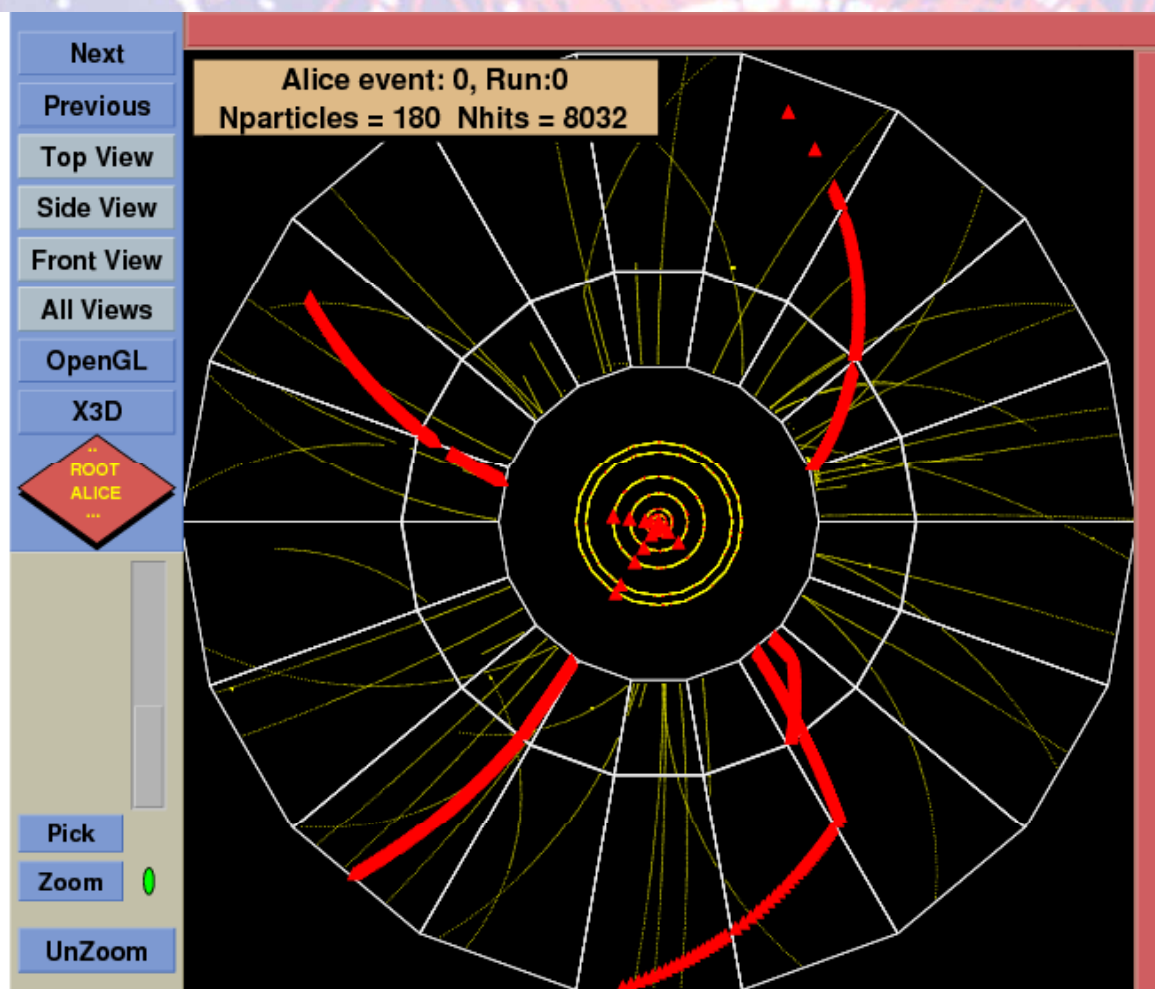 Next
Previous
Top View
Side View
Front View
All Views
OpenGL
X3D
..
ROOT
ALICE
...
Pick
Zoom
UnZoom
Alice event: 0, Run:0
Nparticles = 180 Nhits = 8032